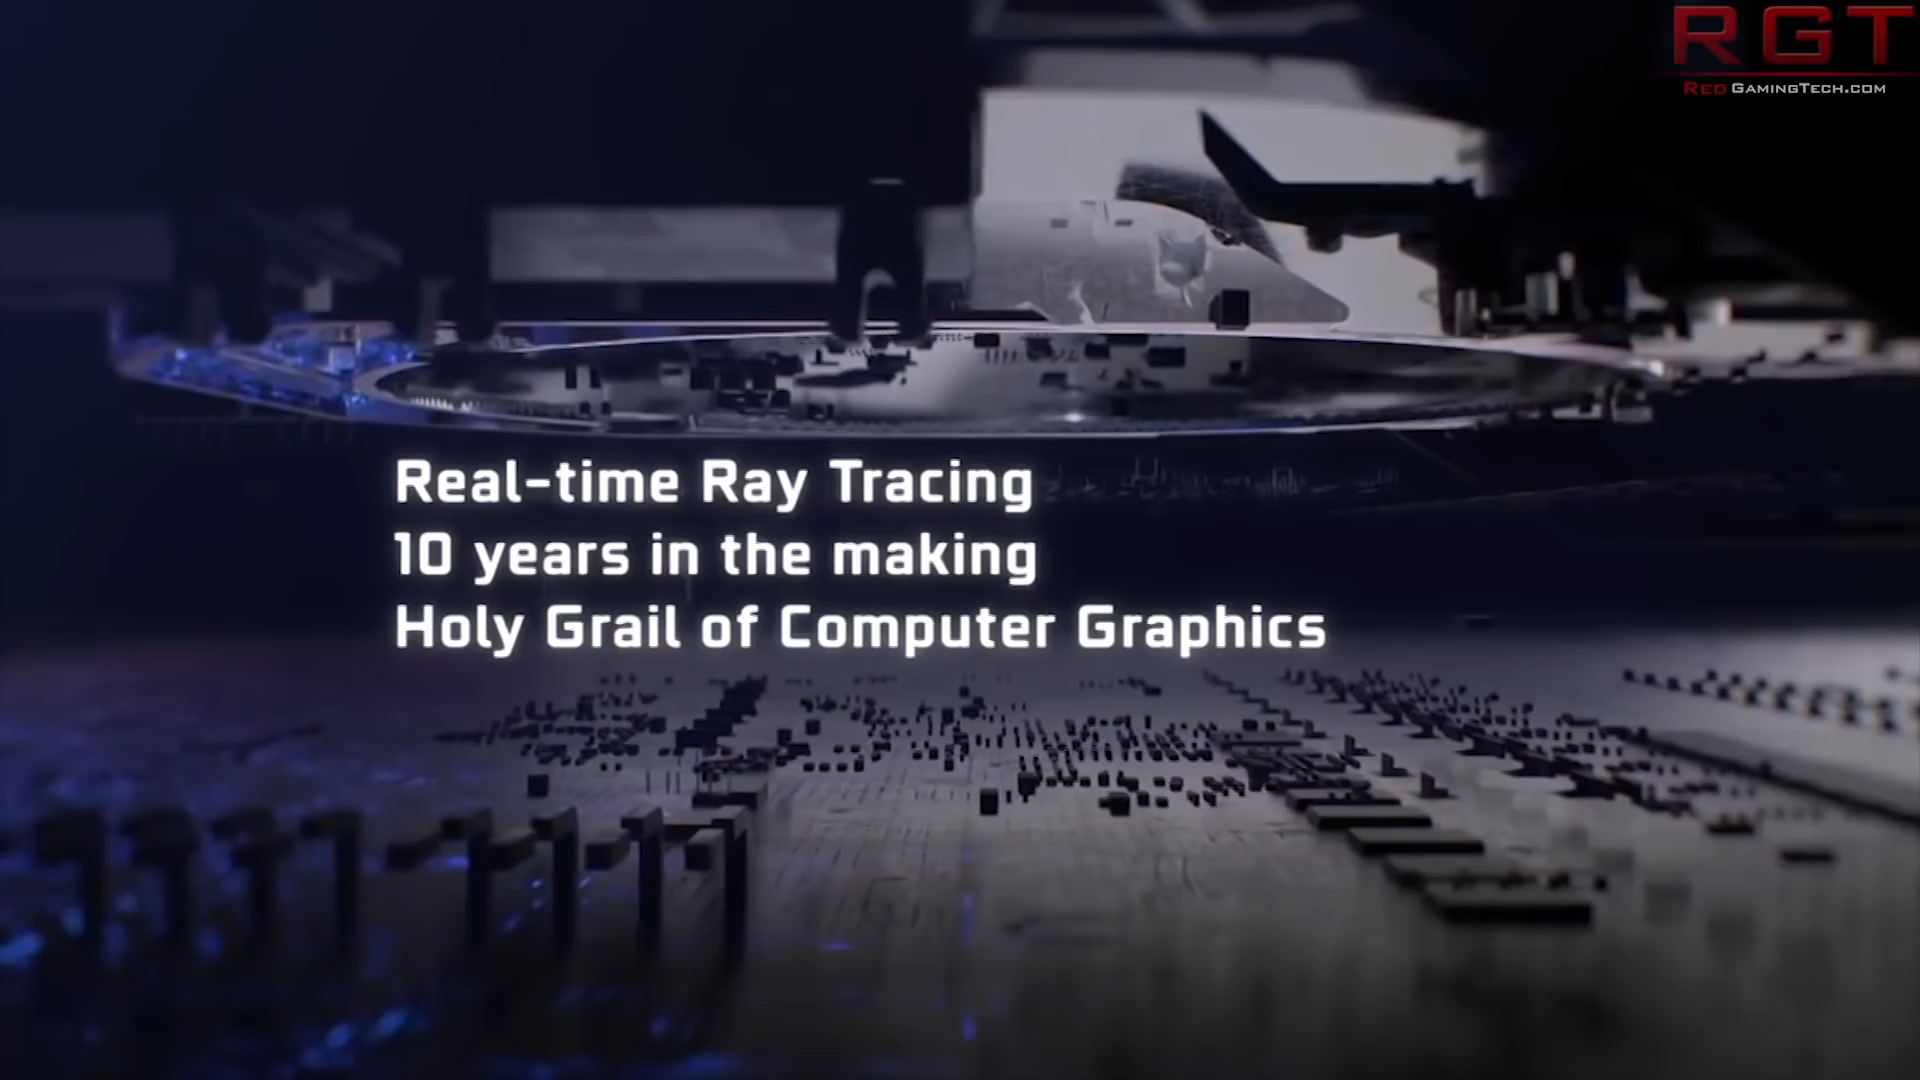 RGT
RED GAMINGTECH.COM
Real-time Ray Tracing
10 years in the making
Holy Grail of Computer Graphics